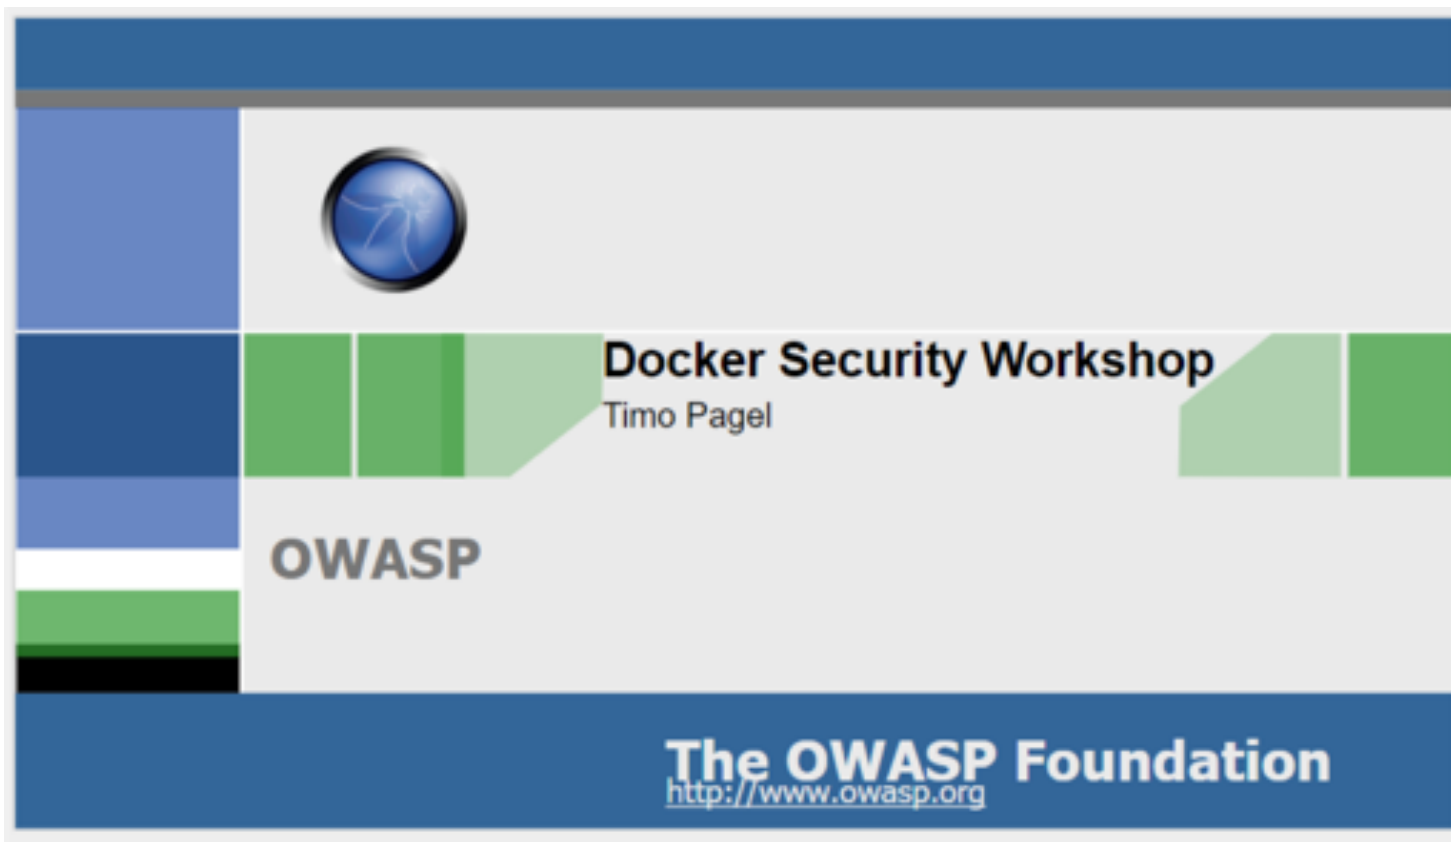 Docker Security Workshop
Timo Pagel
OWASP
The OWASP Foundation
http://www.owasp.org